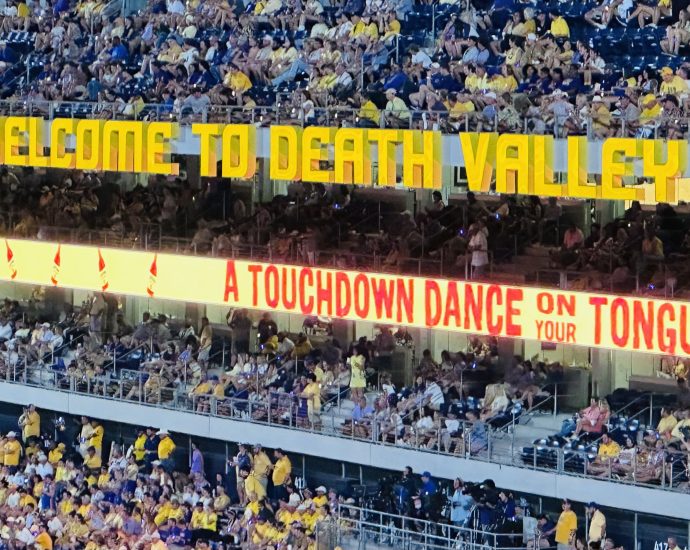 ELCOME TO DEATH VALLEY
A TOUCHDOWN DANCE ON YOUR TONGU